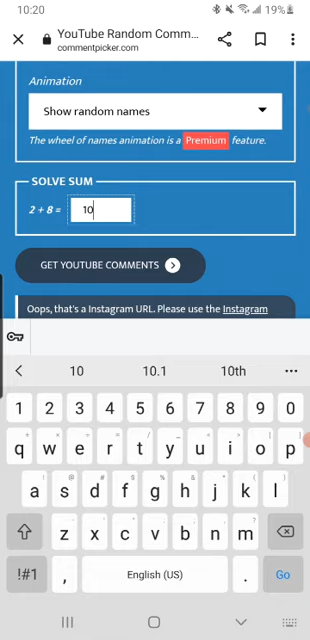 10:20
19%
YouTube Random Comm...
commentpicker.com
Animation
Show random names
The wheel of names animation is a Premium feature.
SOLVE SUM
2 + 8 = 10
GET YOUTUBE COMMENTS
Oops, that's a Instagram URL. Please use the Instagram
10 10.1 10th
1 2 3 4 5 6 7 8 9 0
q w e r t y u i o p
a s d f g h j k l
z x c v b n m
!#1 , English (US) . Go